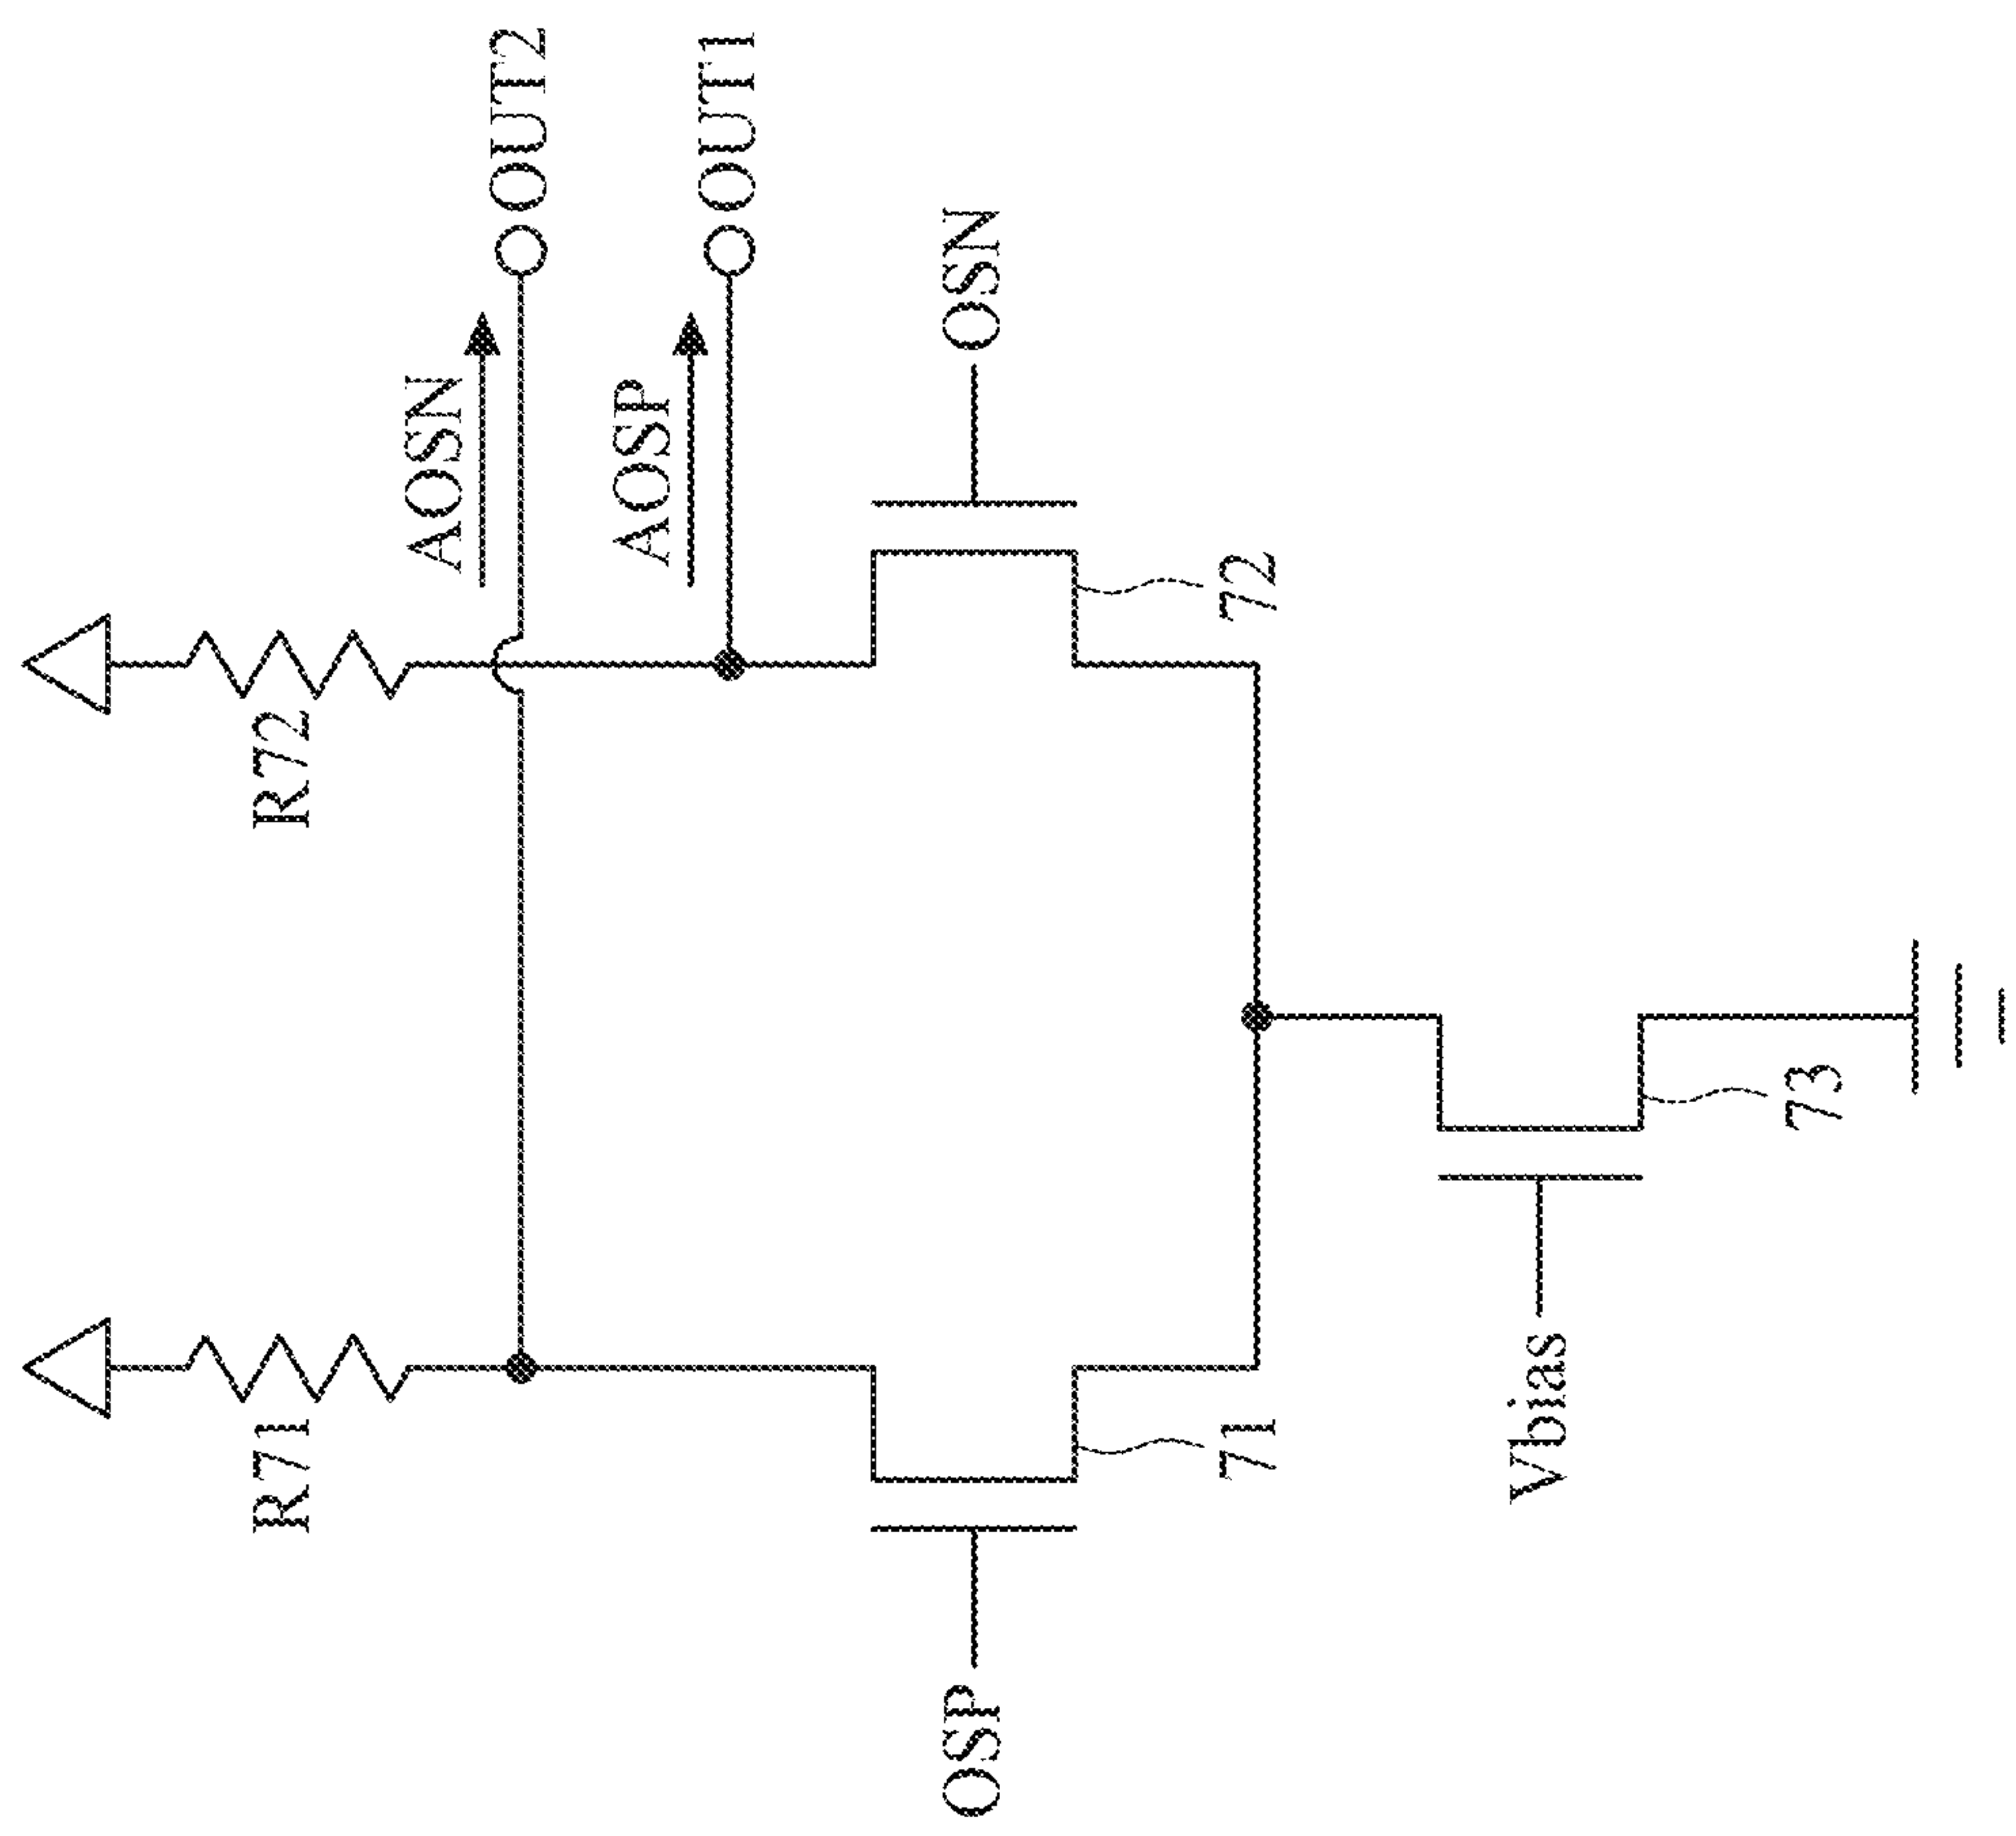 R71
R72
AOSN
OUT2
AOSP
OUT1
OSP
OSN
71
72
Vbias
73